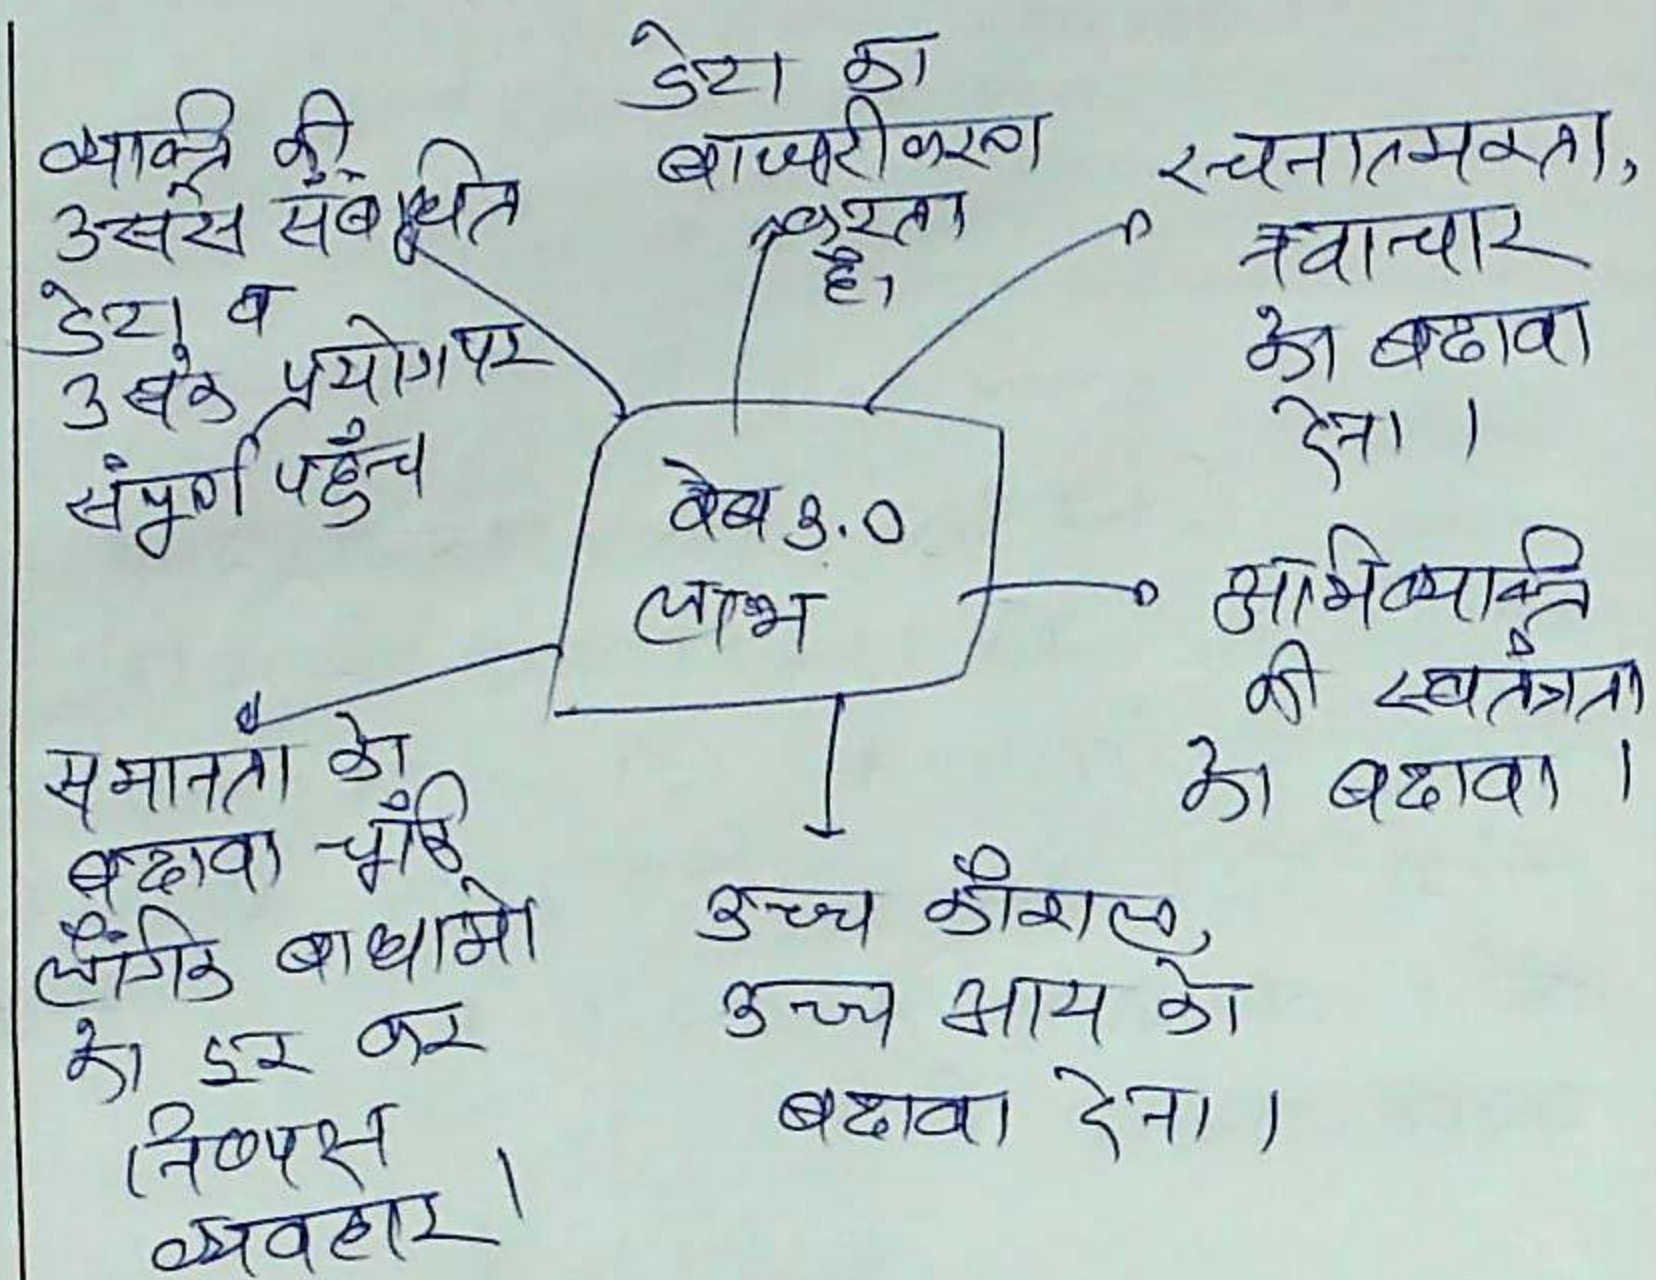 डेटा का
बाजारीकरण
करता
है,
व्यक्ति की
उससे संबंधित
डेटा व
उसके प्रयोग पर
संपूर्ण पहुँच
रचनात्मकता,
नवाचार
को बढावा
देना ।
वेब 3.0
लाभ
अभिव्यक्ति
की स्वतंत्रता
को बढावा ।
समानता को
बढावा चूँकि
लैंगिक बाधाओं
को दूर कर
निष्पक्ष
व्यवहार ।
उच्च कौशल,
उच्च आय को
बढावा देना ।